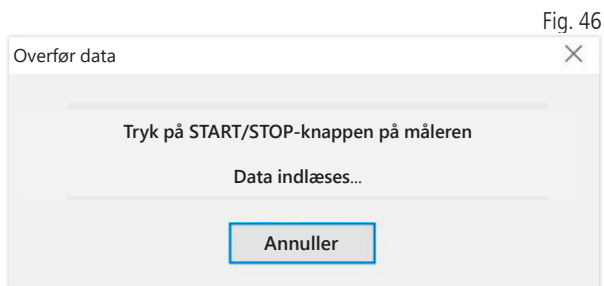 Fig. 46
Overfør data
Tryk på START/STOP-knappen på måleren
Data indlæses...
Annuller